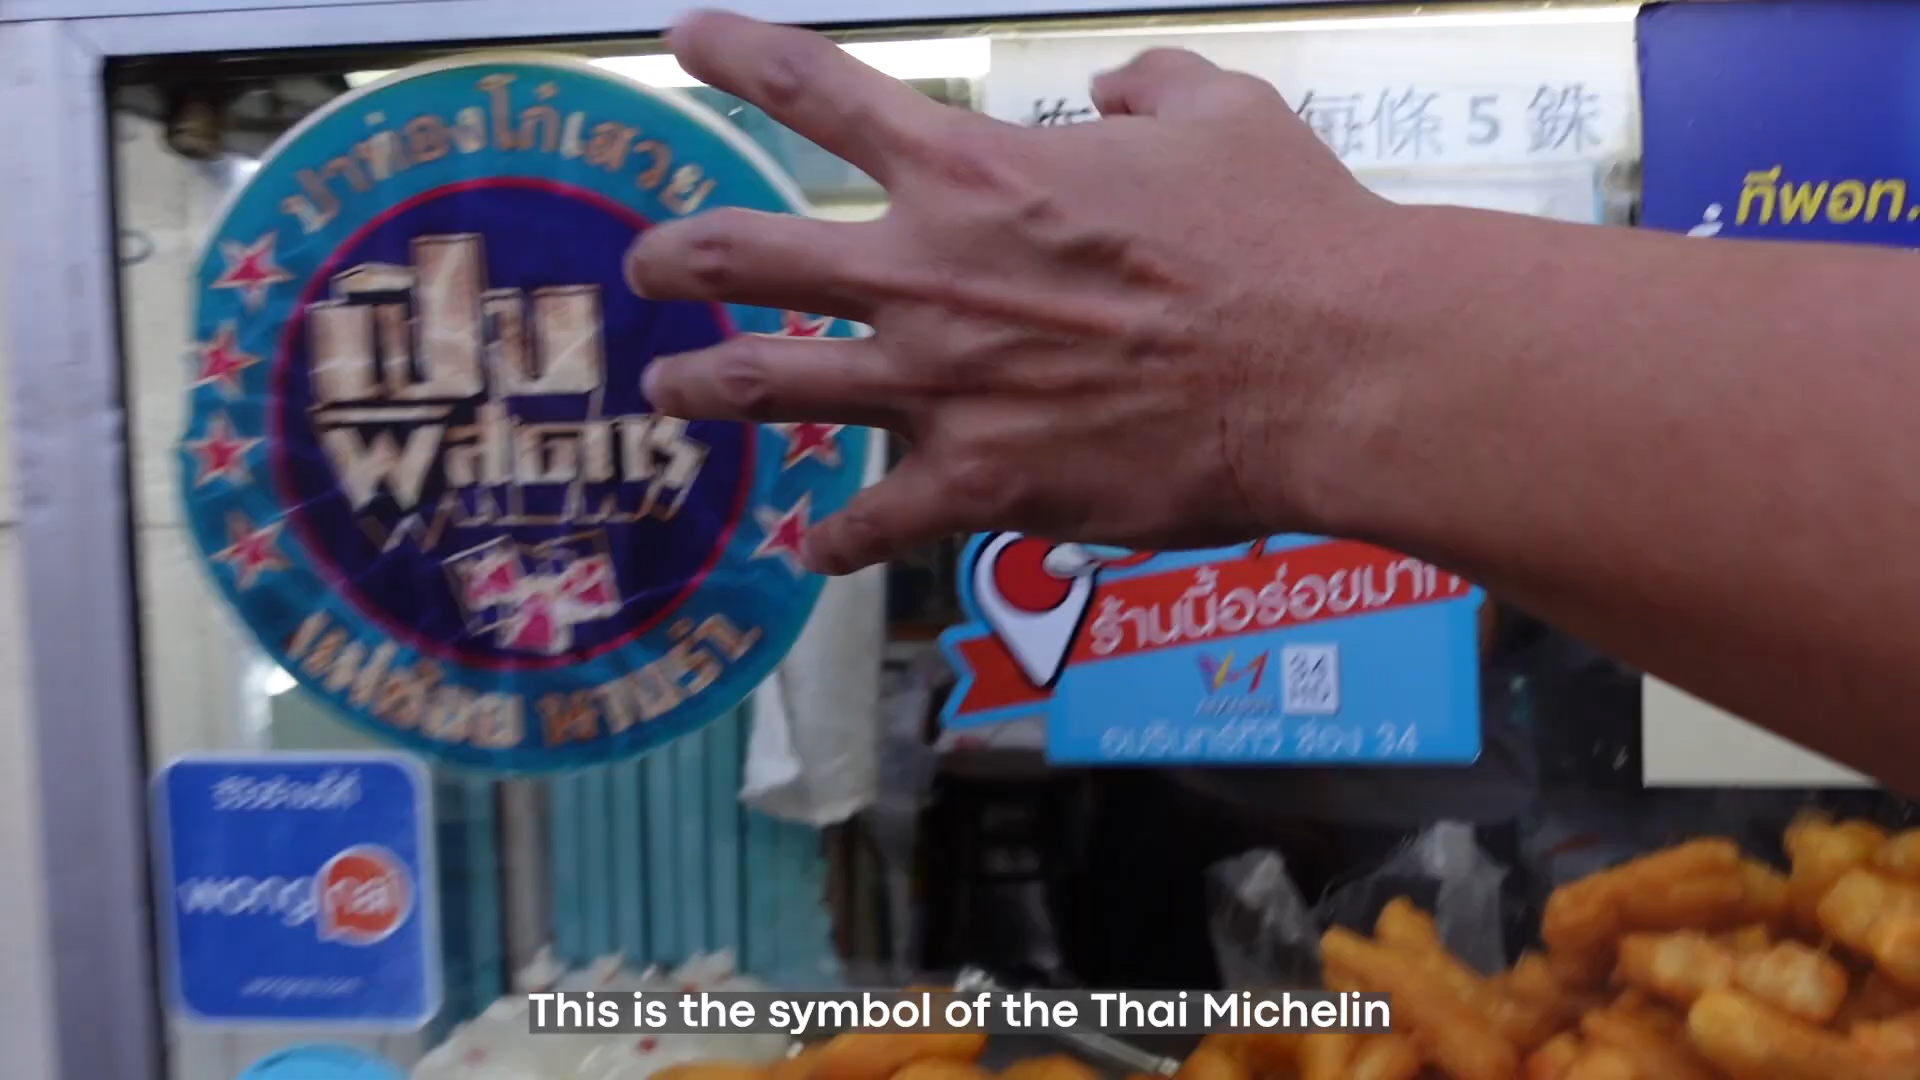 ปาท่องโก๋เสวย
每條 5 銖
ทีพอท.
เปิบ
พิสดาร
แม่ช้อย นางรำ
ร้านนี้อร่อยมาก
อมรินทร์ทีวี ช่อง 34
wongnai
This is the symbol of the Thai Michelin